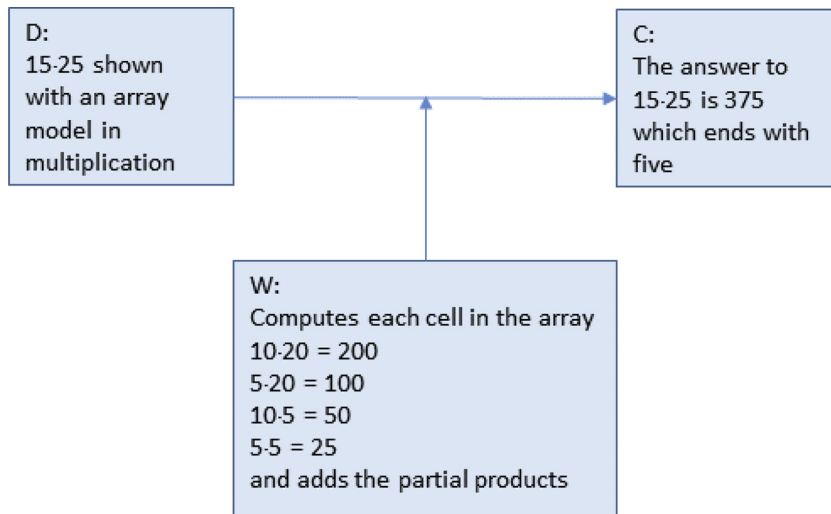 D:
15·25 shown
with an array
model in
multiplication
C:
The answer to
15·25 is 375
which ends with
five
W:
Computes each cell in the array
10·20 = 200
5·20 = 100
10·5 = 50
5·5 = 25
and adds the partial products